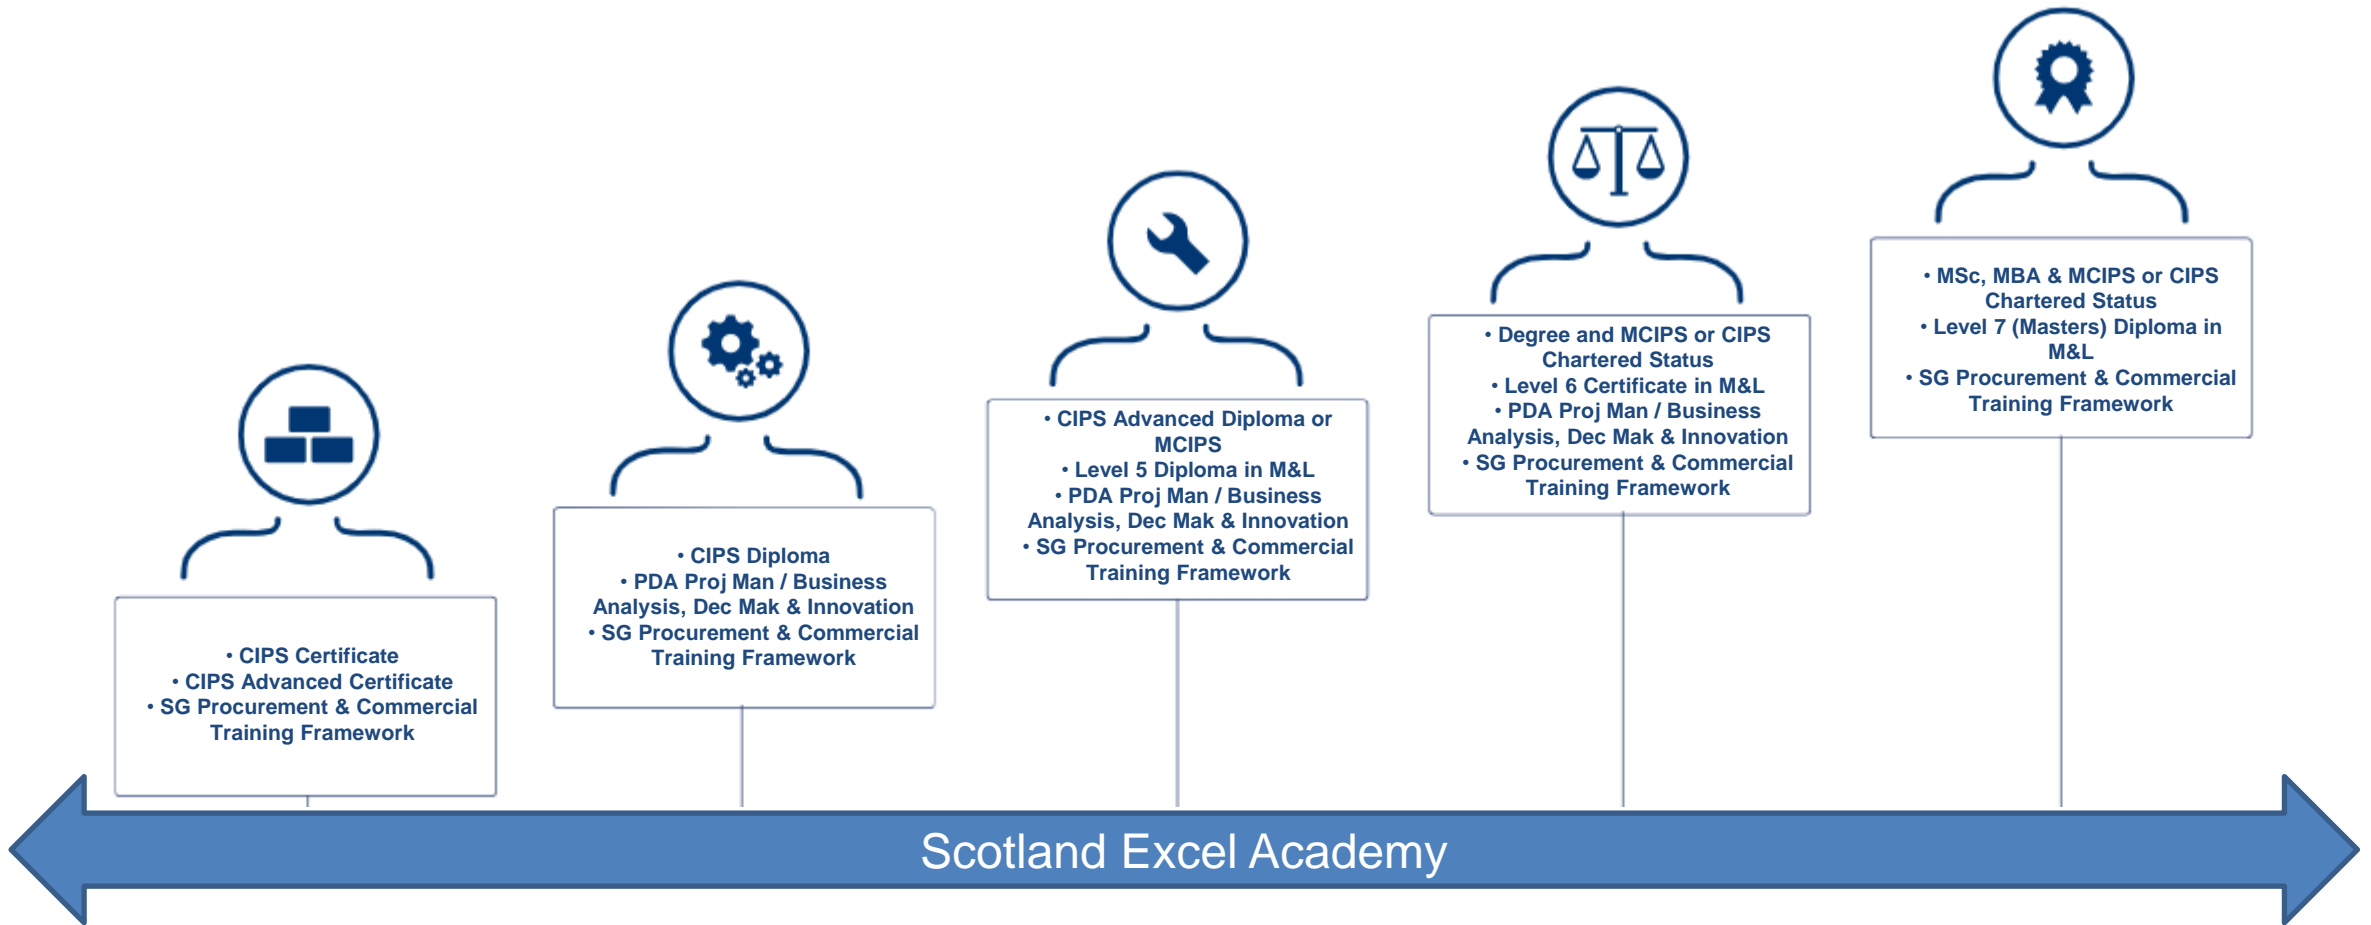 • CIPS Certificate
• CIPS Advanced Certificate
• SG Procurement & Commercial
Training Framework
• CIPS Diploma
• PDA Proj Man / Business
Analysis, Dec Mak & Innovation
• SG Procurement & Commercial
Training Framework
• CIPS Advanced Diploma or
MCIPS
• Level 5 Diploma in M&L
• PDA Proj Man / Business
Analysis, Dec Mak & Innovation
• SG Procurement & Commercial
Training Framework
• Degree and MCIPS or CIPS
Chartered Status
• Level 6 Certificate in M&L
• PDA Proj Man / Business
Analysis, Dec Mak & Innovation
• SG Procurement & Commercial
Training Framework
• MSc, MBA & MCIPS or CIPS
Chartered Status
• Level 7 (Masters) Diploma in
M&L
• SG Procurement & Commercial
Training Framework
Scotland Excel Academy